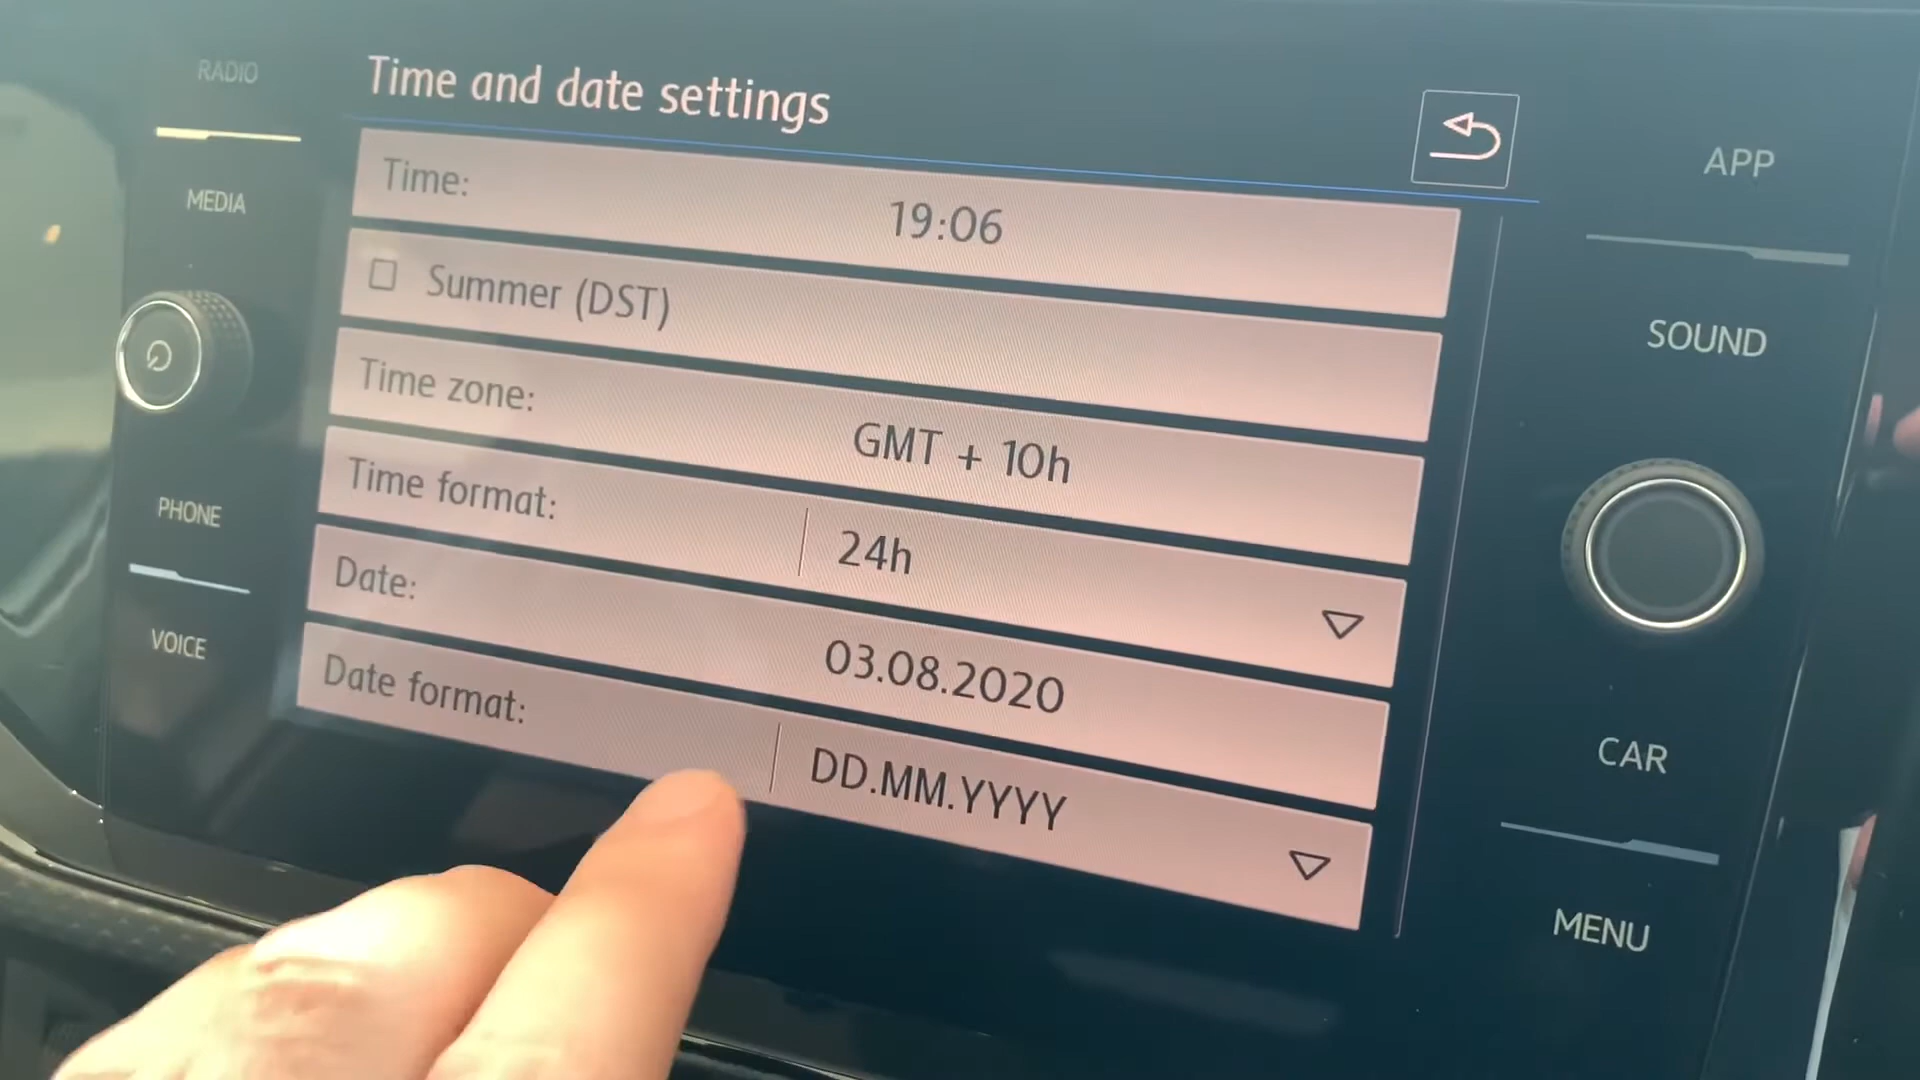 RADIO
MEDIA
PHONE
VOICE
Time and date settings
Time:
19:06
Summer (DST)
Time zone:
GMT + 10h
Time format:
24h
Date:
03.08.2020
Date format:
DD.MM.YYYY
APP
SOUND
CAR
MENU